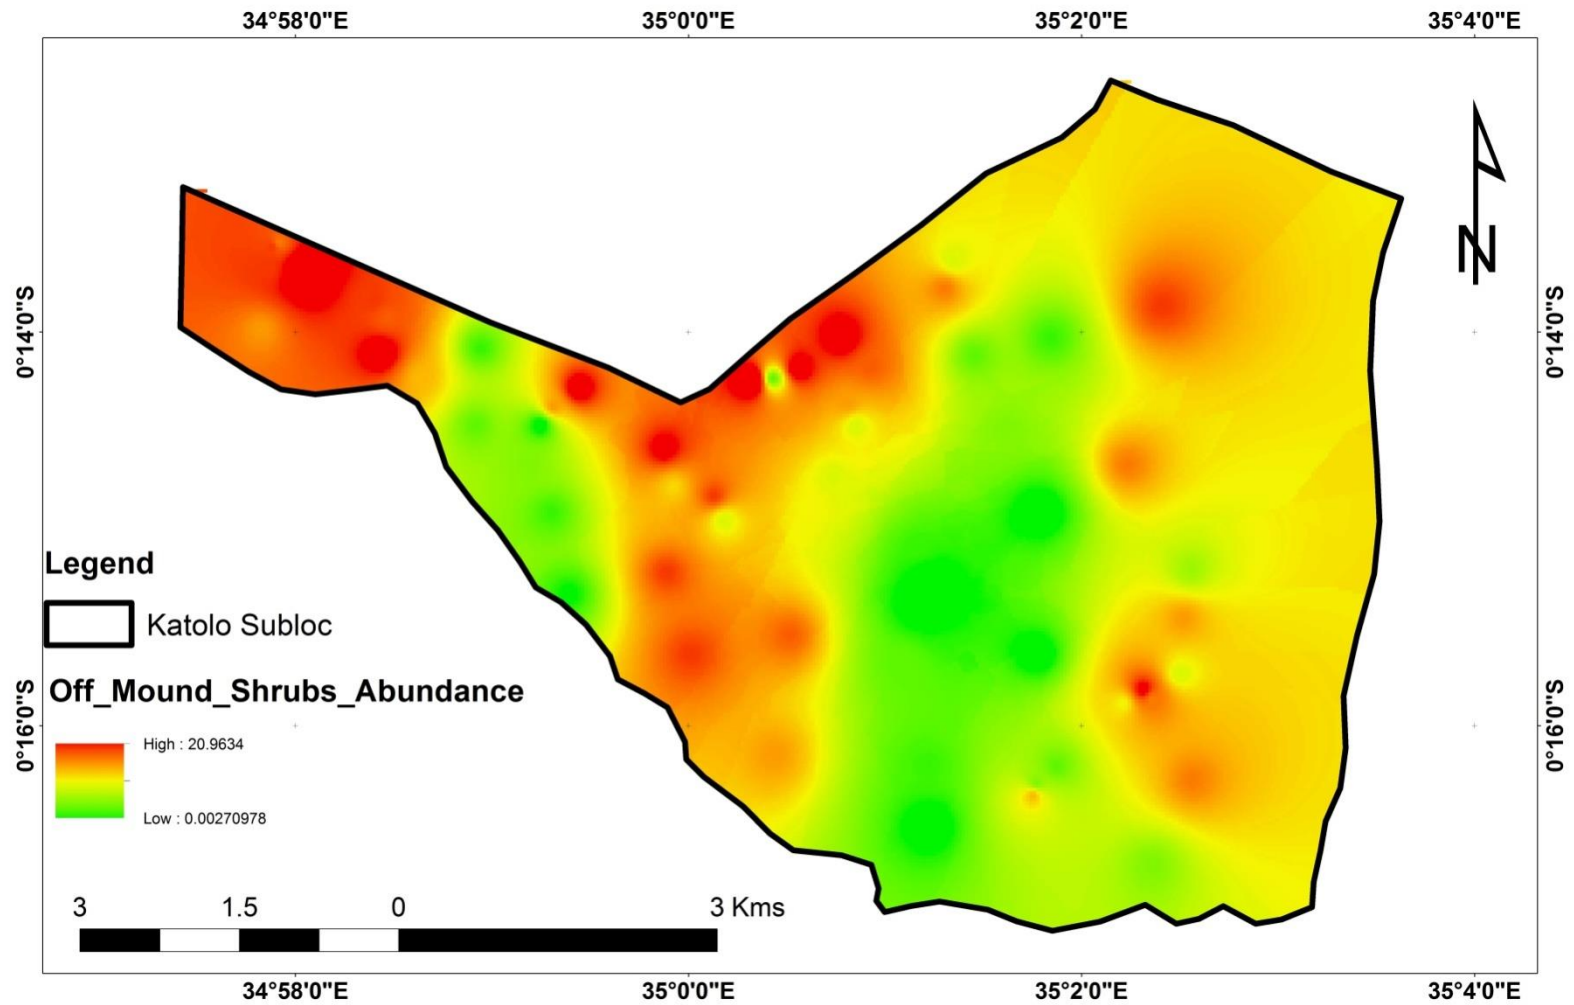 34°58'0"E 35°0'0"E 35°2'0"E 35°4'0"E
N
0°14'0"S 0°14'0"S
Legend
Katolo Subloc
Off_Mound_Shrubs_Abundance
High : 20.9634
Low : 0.00270978
0°16'0"S 0°16'0"S
3 1.5 0 3 Kms
34°58'0"E 35°0'0"E 35°2'0"E 35°4'0"E